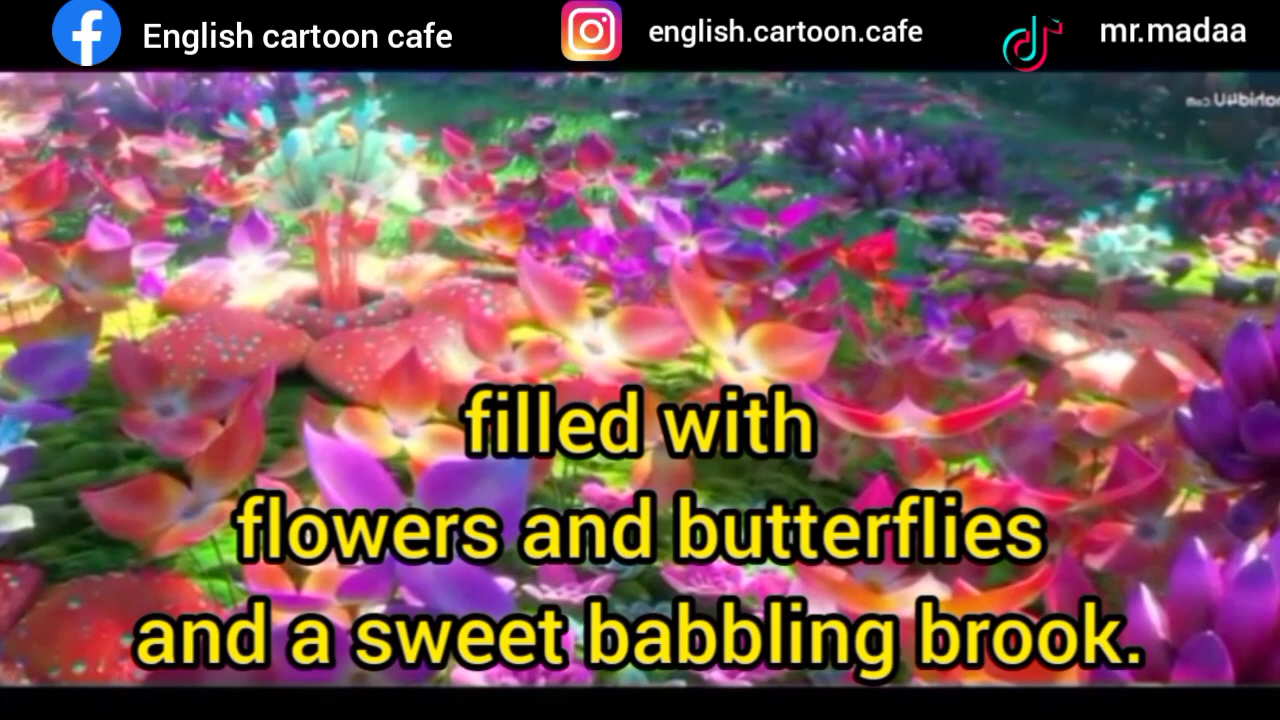 English cartoon cafe
english.cartoon.cafe
mr.madaa
filled with
flowers and butterflies
and a sweet babbling brook.